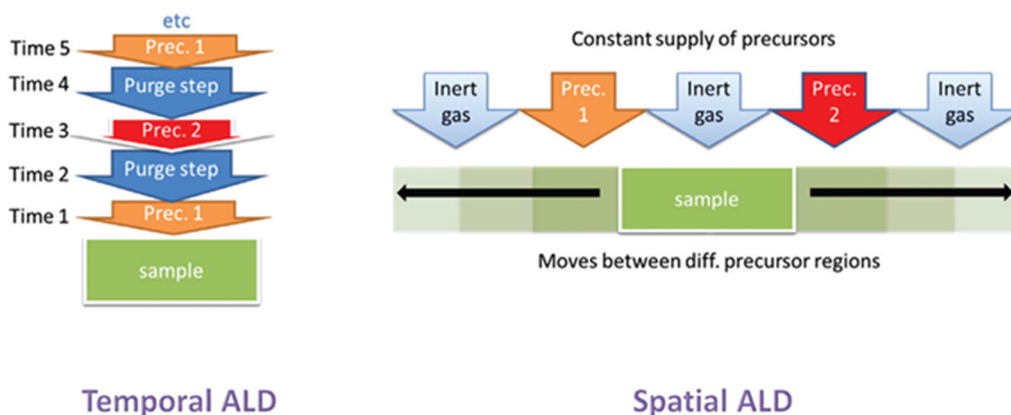 etc
Time 5
Prec. 1
Time 4
Purge step
Time 3
Prec. 2
Time 2
Purge step
Time 1
Prec. 1
sample
Temporal ALD
Constant supply of precursors
Inert
gas
Prec.
1
Inert
gas
Prec.
2
Inert
gas
sample
Moves between diff. precursor regions
Spatial ALD